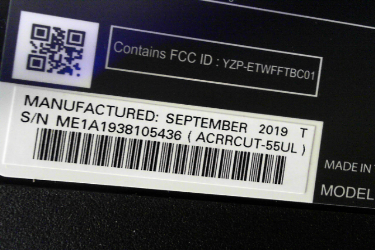 Contains FCC ID : YZP-ETWFFTBC01
MANUFACTURED: SEPTEMBER 2019 T
S/N ME1A1938105436 ( ACRRCUT-55UL )
MADE IN
MODEL